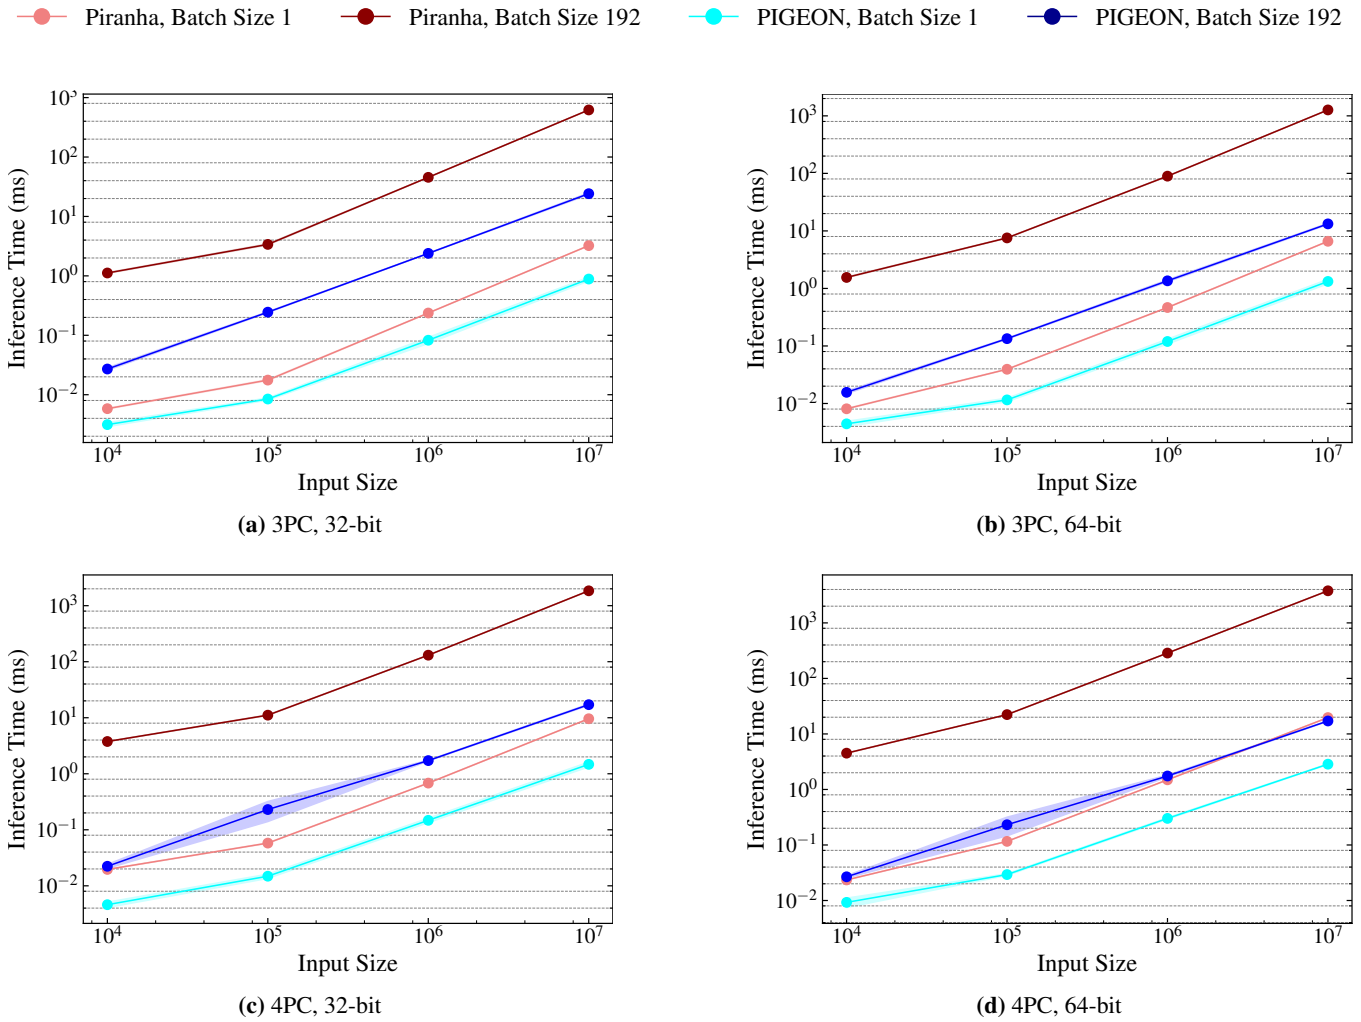 Piranha, Batch Size 1 Piranha, Batch Size 192 PIGEON, Batch Size 1 PIGEON, Batch Size 192
10³
10²
10¹
10⁰
10⁻¹
10⁻²
Inference Time (ms)
10⁴ 10⁵ 10⁶ 10⁷
Input Size
(a) 3PC, 32-bit
10³
10²
10¹
10⁰
10⁻¹
10⁻²
Inference Time (ms)
10⁴ 10⁵ 10⁶ 10⁷
Input Size
(b) 3PC, 64-bit
10³
10²
10¹
10⁰
10⁻¹
10⁻²
Inference Time (ms)
10⁴ 10⁵ 10⁶ 10⁷
Input Size
(c) 4PC, 32-bit
10³
10²
10¹
10⁰
10⁻¹
10⁻²
Inference Time (ms)
10⁴ 10⁵ 10⁶ 10⁷
Input Size
(d) 4PC, 64-bit